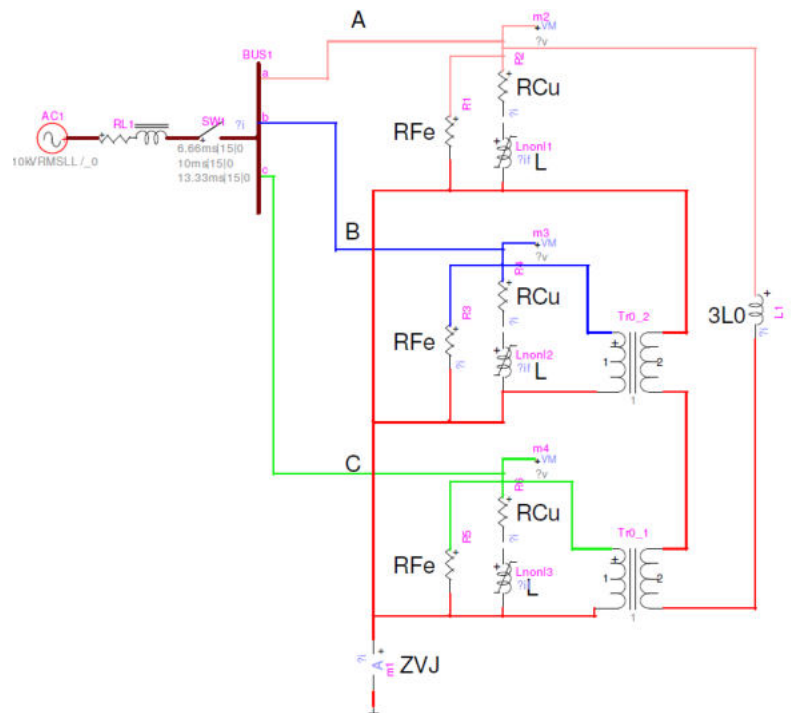 A
m2
VM
?v
BUS1
a
R2
RCu
?i
R1
AC1
RL1
SW1
?i
b
RFe
Lnonl1
?if
L
10kVRMSLL /_0
6.66ms|15|0
10ms|15|0
13.33ms|15|0
c
B
m3
VM
?v
R4
RCu
?i
R3
RFe
?i
Lnonl2
?if
L
Tr0_2
1
2
1
3L0
L1
?i
C
m4
VM
?v
R6
RCu
?i
R5
RFe
Lnonl3
?if
L
Tr0_1
1
2
1
?i
A
m1
ZVJ